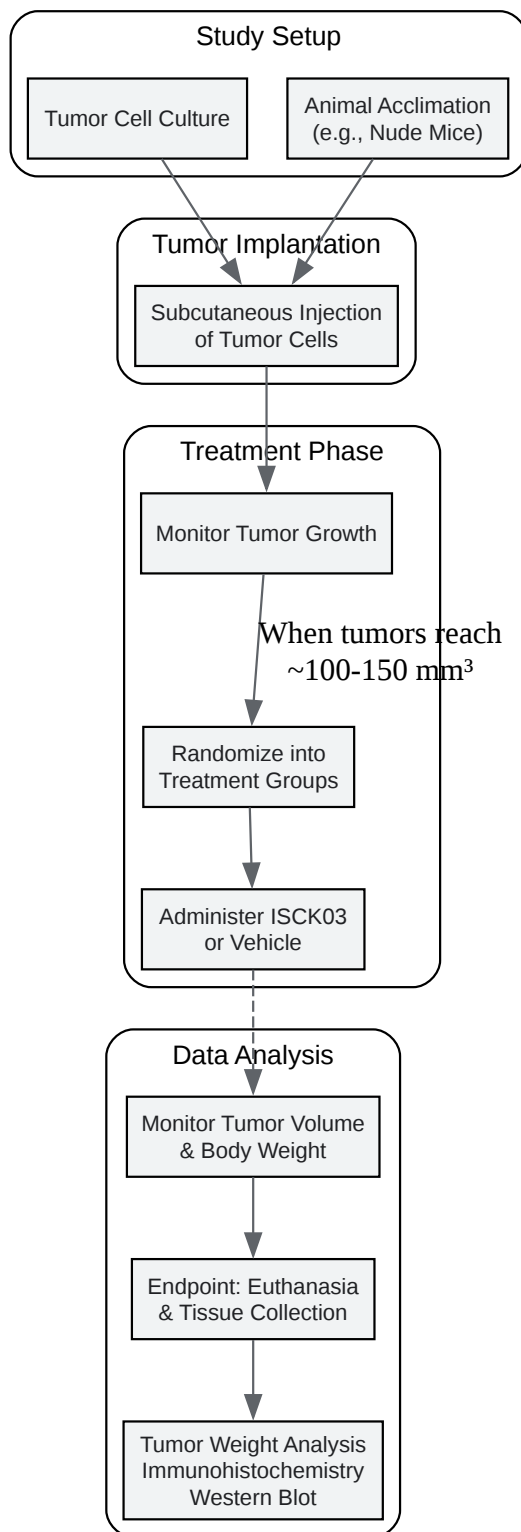 Study Setup
Tumor Cell Culture
Animal Acclimation
(e.g., Nude Mice)
Tumor Implantation
Subcutaneous Injection
of Tumor Cells
Treatment Phase
Monitor Tumor Growth
When tumors reach
~100-150 mm³
Randomize into
Treatment Groups
Administer ISCK03
or Vehicle
Data Analysis
Monitor Tumor Volume
& Body Weight
Endpoint: Euthanasia
& Tissue Collection
Tumor Weight Analysis
Immunohistochemistry
Western Blot